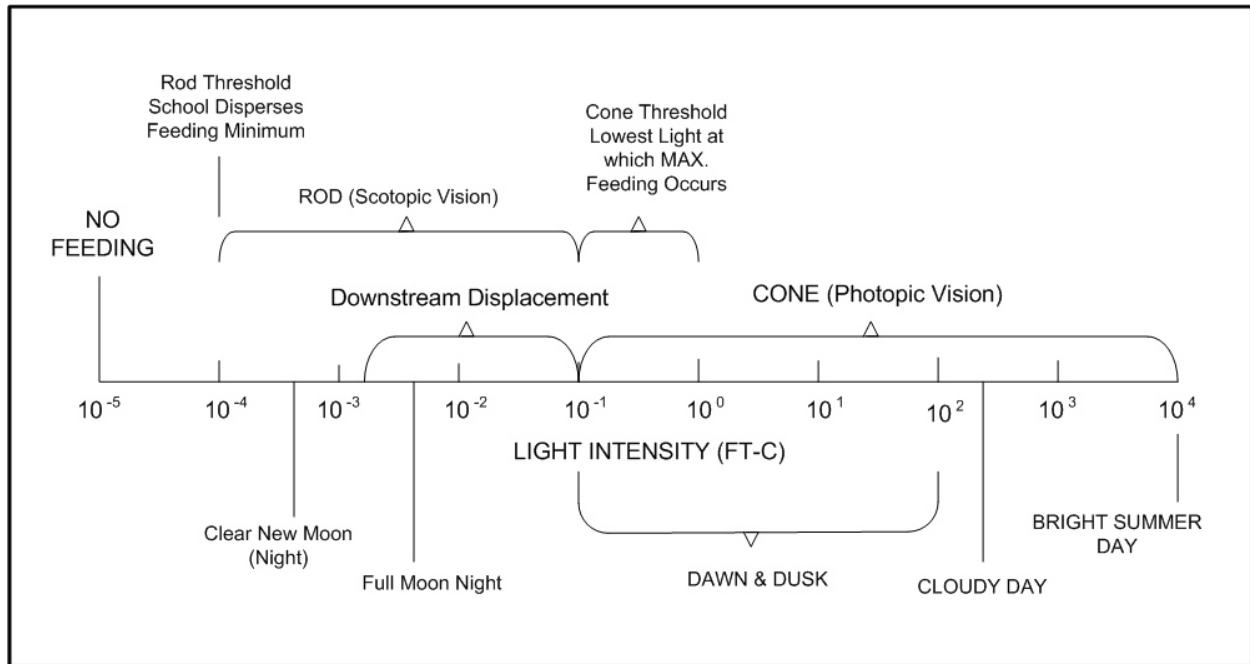 Rod Threshold
School Disperses
Feeding Minimum
Cone Threshold
Lowest Light at
which MAX.
Feeding Occurs
ROD (Scotopic Vision)
NO
FEEDING
Downstream Displacement
CONE (Photopic Vision)
10⁻⁵ 10⁻⁴ 10⁻³ 10⁻² 10⁻¹ 10⁰ 10¹ 10² 10³ 10⁴
LIGHT INTENSITY (FT-C)
Clear New Moon
(Night)
Full Moon Night
DAWN & DUSK
CLOUDY DAY
BRIGHT SUMMER
DAY